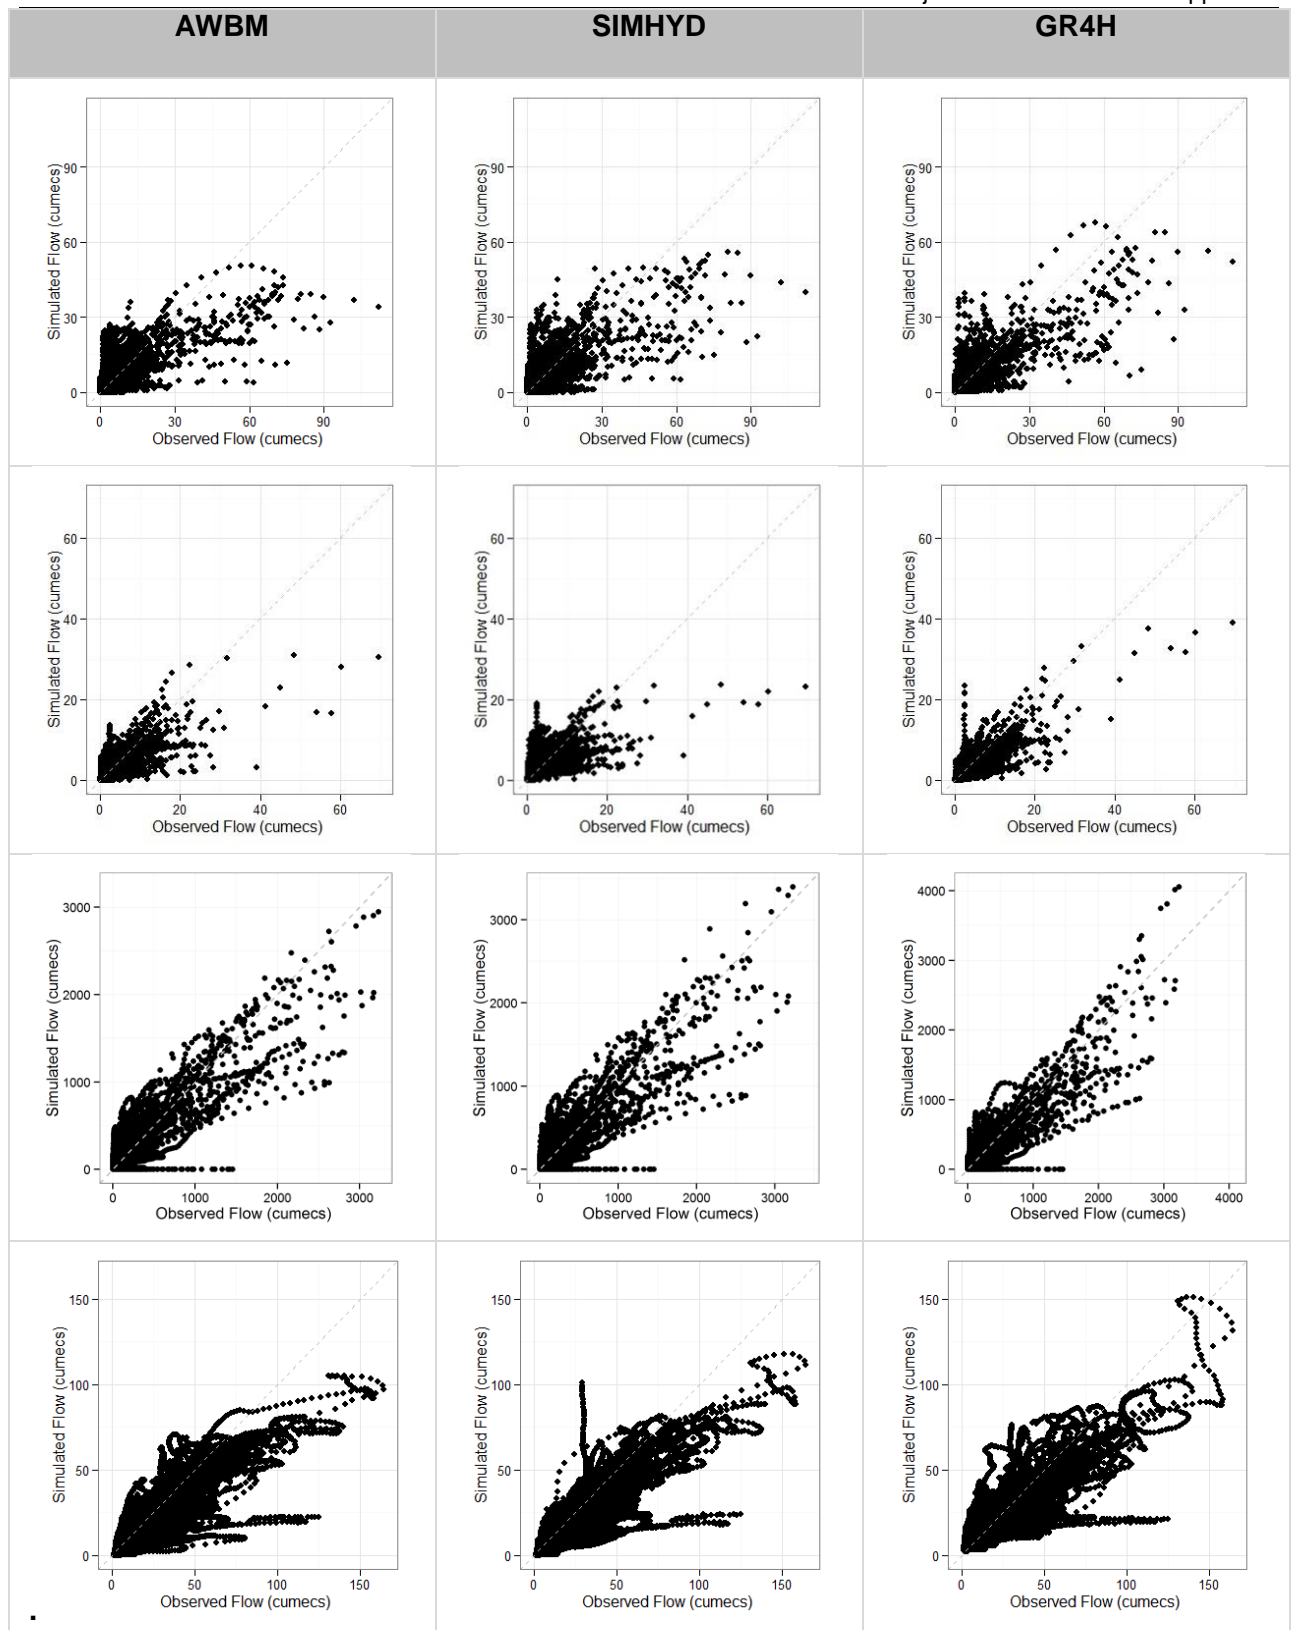 AWBM SIMHYD GR4H
Simulated Flow (cumecs) Simulated Flow (cumecs) Simulated Flow (cumecs)
90 90 90
60 60 60
30 30 30
0 0 0
0 30 60 90 0 30 60 90 0 30 60 90
Observed Flow (cumecs) Observed Flow (cumecs) Observed Flow (cumecs)
Simulated Flow (cumecs) Simulated Flow (cumecs) Simulated Flow (cumecs)
60 60 60
40 40 40
20 20 20
0 0 0
0 20 40 60 0 20 40 60 0 20 40 60
Observed Flow (cumecs) Observed Flow (cumecs) Observed Flow (cumecs)
Simulated Flow (cumecs) Simulated Flow (cumecs) Simulated Flow (cumecs)
4000
3000 3000 3000
2000 2000 2000
1000 1000 1000
0 0 0
0 1000 2000 3000 0 1000 2000 3000 0 1000 2000 3000 4000
Observed Flow (cumecs) Observed Flow (cumecs) Observed Flow (cumecs)
Simulated Flow (cumecs) Simulated Flow (cumecs) Simulated Flow (cumecs)
150 150 150
100 100 100
50 50 50
0 0 0
0 50 100 150 0 50 100 150 0 50 100 150
Observed Flow (cumecs) Observed Flow (cumecs) Observed Flow (cumecs)
.